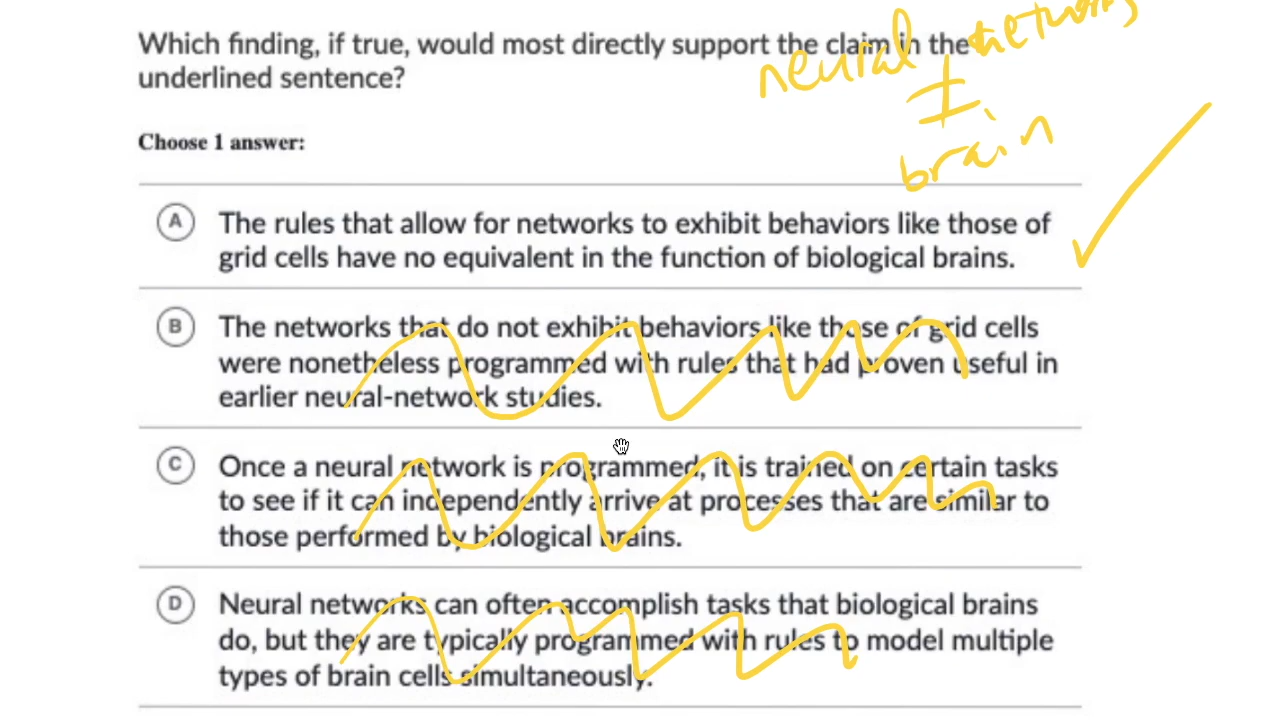 Which finding, if true, would most directly support the claim in the
underlined sentence?
neural networks
≠
brain
Choose 1 answer:
A The rules that allow for networks to exhibit behaviors like those of
grid cells have no equivalent in the function of biological brains.
B The networks that do not exhibit behaviors like those of grid cells
were nonetheless programmed with rules that had proven useful in
earlier neural-network studies.
C Once a neural network is programmed, it is trained on certain tasks
to see if it can independently arrive at processes that are similar to
those performed by biological brains.
D Neural networks can often accomplish tasks that biological brains
do, but they are typically programmed with rules to model multiple
types of brain cells simultaneously.